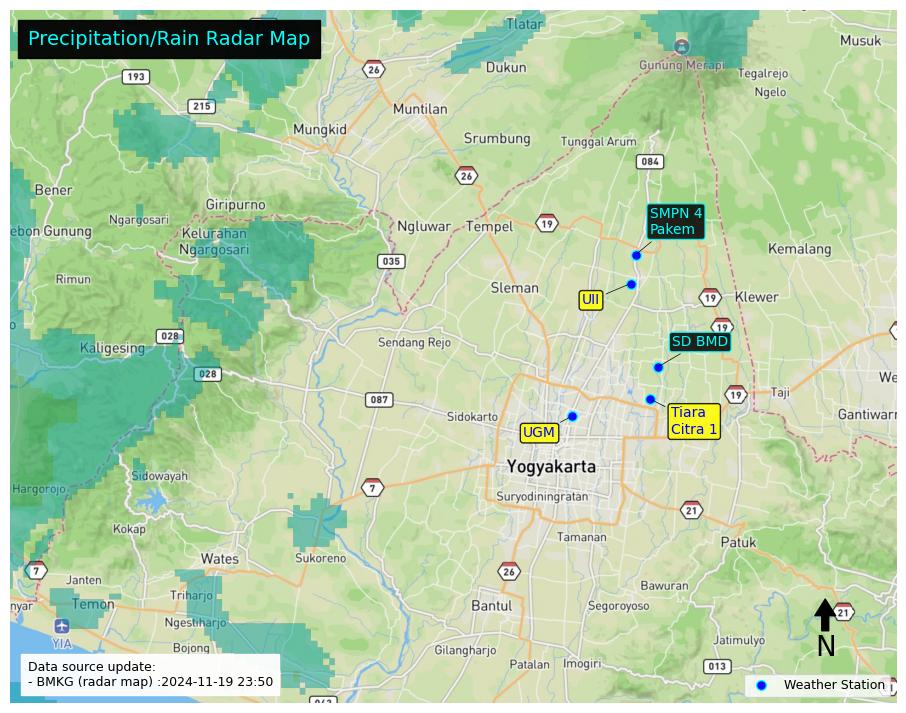 Precipitation/Rain Radar Map
Tlatar
Musuk
26
Dukun
Gunung Merapi
Tegalrejo
193
Ngelo
215
Muntilan
Mungkid
Srumbung
Tunggal Arum
084
26
Bener
Giripurno
SMPN 4
Pakem
Ngargosari
Ngluwar
Tempel
19
ebon Gunung
Kelurahan
Ngargosari
Kemalang
035
Rimun
Sleman
UII
19
Klewer
19
028
Sendang Rejo
SD BMD
Kaligesing
028
We
087
19
Taji
Sidokarto
Tiara
Citra 1
Gantiwarn
UGM
Yogyakarta
Sidowayah
Hargorojo
7
Suryodiningratan
21
Kokap
Tamanan
Patuk
Wates
Sukoreno
7
26
Janten
Bawuran
Triharjo
nyar
Temon
Bantul
Segoroyoso
21
Ngestiharjo
YIA
Jatimulyo
N
Bojong
Gilangharjo
Patalan
Imogiri
013
Data source update:
- BMKG (radar map) :2024-11-19 23:50
Weather Station